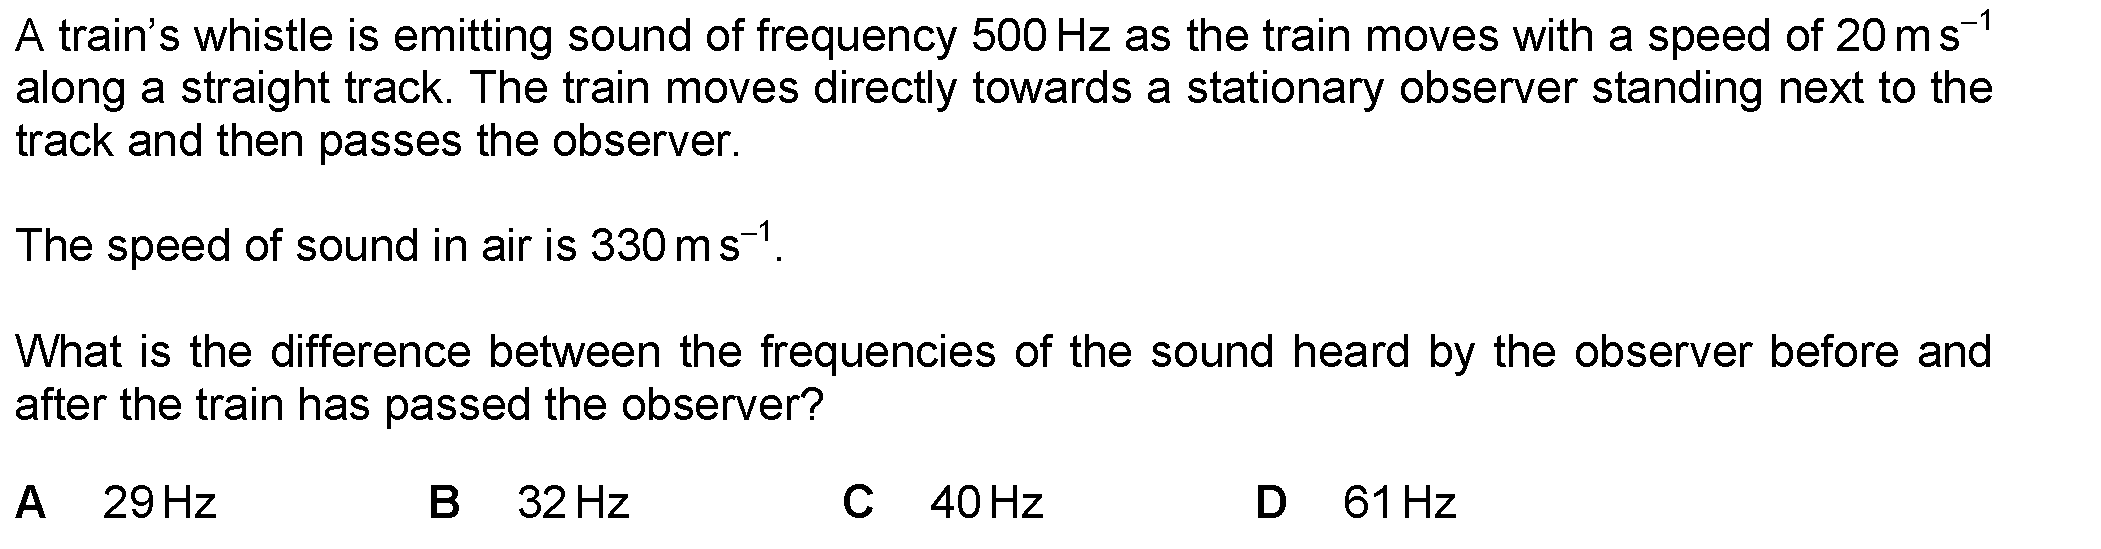 A train’s whistle is emitting sound of frequency 500 Hz as the train moves with a speed of 20 m s⁻¹
along a straight track. The train moves directly towards a stationary observer standing next to the
track and then passes the observer.
The speed of sound in air is 330 m s⁻¹.
What is the difference between the frequencies of the sound heard by the observer before and
after the train has passed the observer?
A 29 Hz B 32 Hz C 40 Hz D 61 Hz